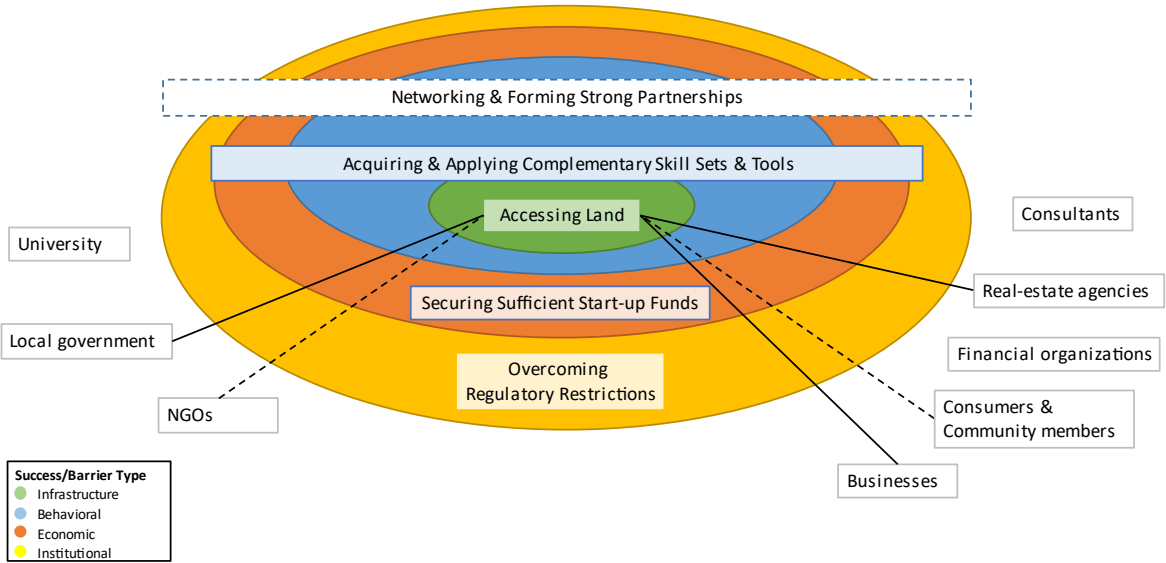 Networking & Forming Strong Partnerships
Acquiring & Applying Complementary Skill Sets & Tools
Accessing Land
Consultants
University
Real-estate agencies
Securing Sufficient Start-up Funds
Local government
Financial organizations
Overcoming
Regulatory Restrictions
NGOs
Consumers &
Community members
Businesses
Success/Barrier Type
Infrastructure
Behavioral
Economic
Institutional